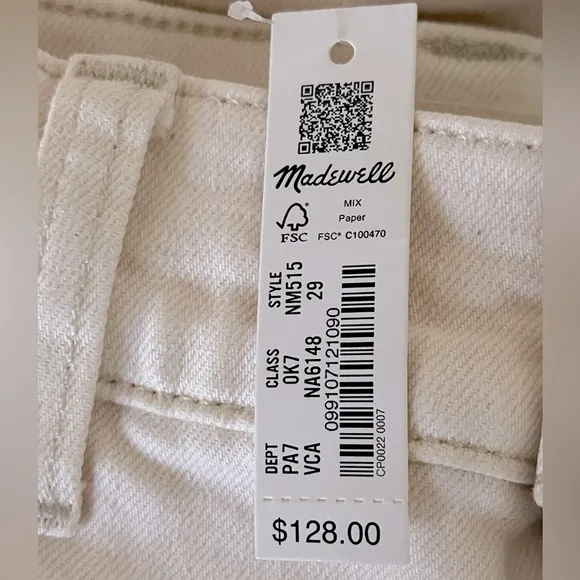 Madewell
MIX
Paper
FSC
FSC® C100470
DEPT CLASS STYLE
PA7 0K7 NM515
VCA NA6148 29
099107121090
CP0022 0007
$128.00